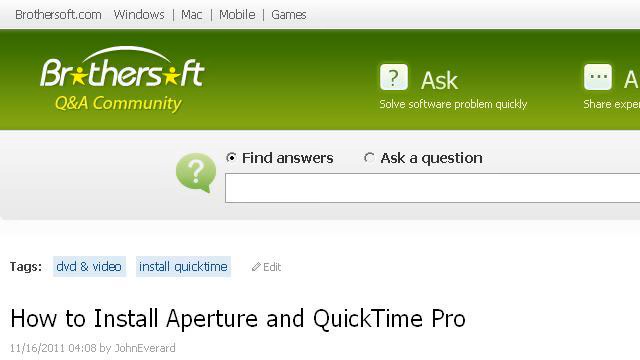 Brothersoft.com Windows | Mac | Mobile | Games
Brothersoft
Q&A Community
? Ask
Solve software problem quickly
... A
Share exper
? Find answers Ask a question
Tags: dvd & video install quicktime Edit
How to Install Aperture and QuickTime Pro
11/16/2011 04:08 by JohnEverard